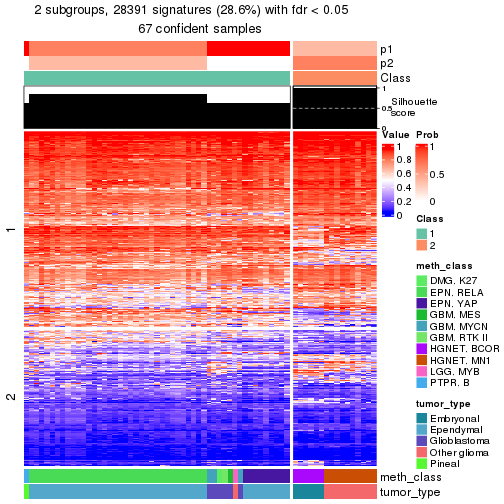 2 subgroups, 28391 signatures (28.6%) with fdr < 0.05
67 confident samples
p1
p2
Class
1
0.5
0
Silhouette
score
Value
1
0.8
0.6
0.4
0.2
0
Prob
1
0.5
0
Class
1
2
meth_class
DMG. K27
EPN. RELA
EPN. YAP
GBM. MES
GBM. MYCN
GBM. RTK II
HGNET. BCOR
HGNET. MN1
LGG. MYB
PTPR. B
tumor_type
Embryonal
Ependymal
Glioblastoma
Other glioma
Pineal
1
2
meth_class
tumor_type